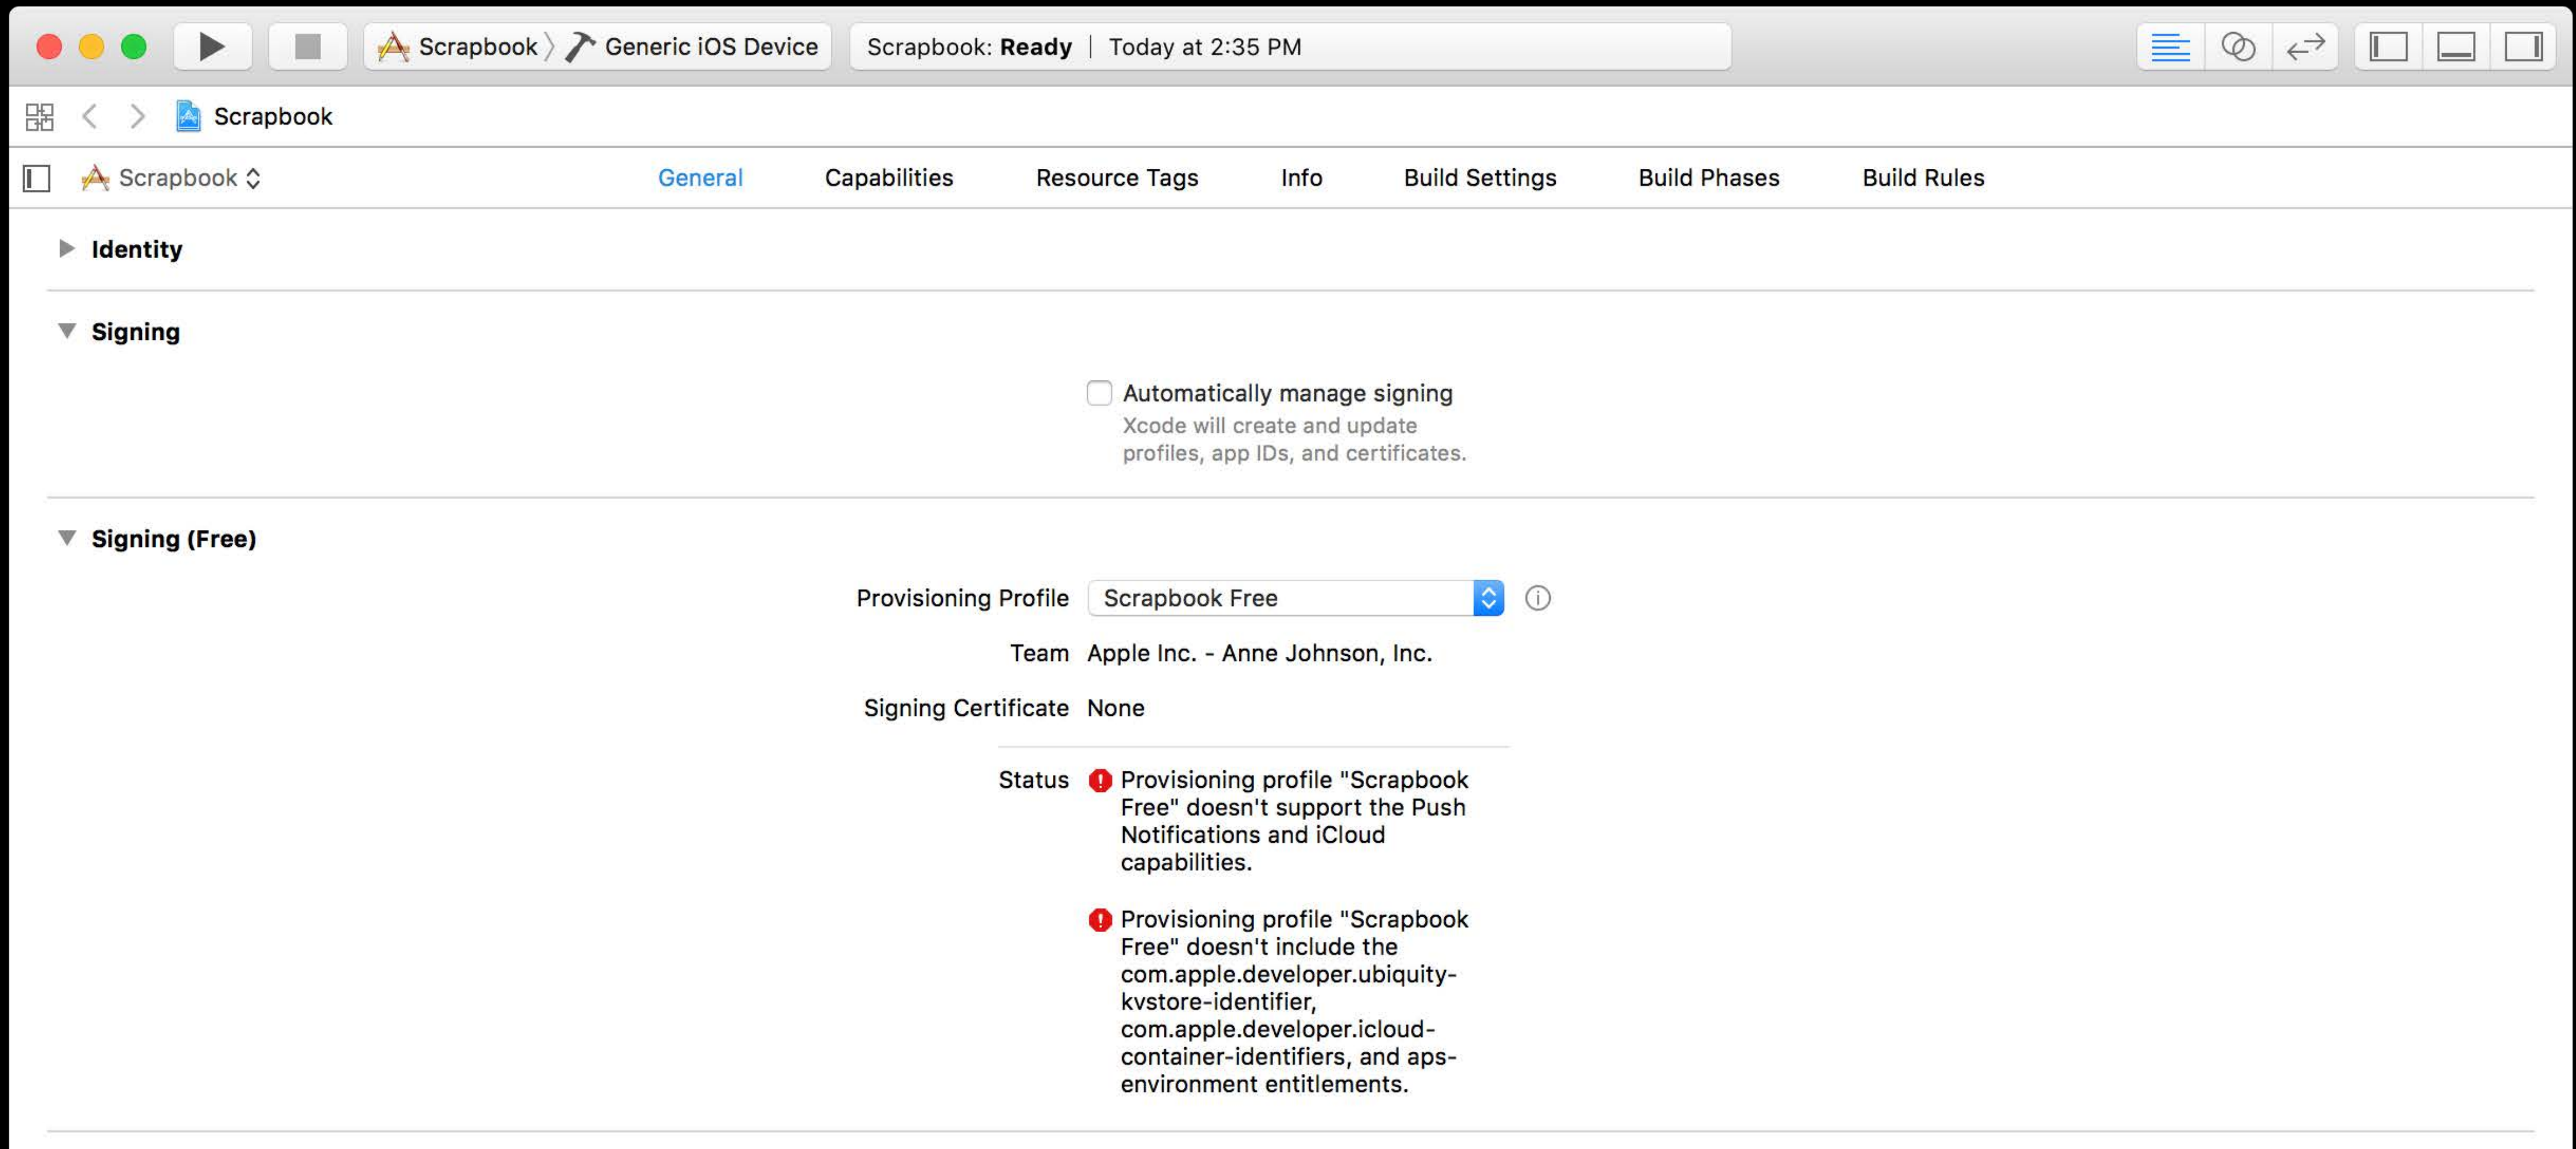 Scrapbook Generic iOS Device Scrapbook: Ready | Today at 2:35 PM
Scrapbook
Scrapbook General Capabilities Resource Tags Info Build Settings Build Phases Build Rules
Identity
Signing
Automatically manage signing
Xcode will create and update
profiles, app IDs, and certificates.
Signing (Free)
Provisioning Profile Scrapbook Free
Team Apple Inc. - Anne Johnson, Inc.
Signing Certificate None
Status Provisioning profile "Scrapbook
Free" doesn't support the Push
Notifications and iCloud
capabilities.
Provisioning profile "Scrapbook
Free" doesn't include the
com.apple.developer.ubiquity-
kvstore-identifier,
com.apple.developer.icloud-
container-identifiers, and aps-
environment entitlements.